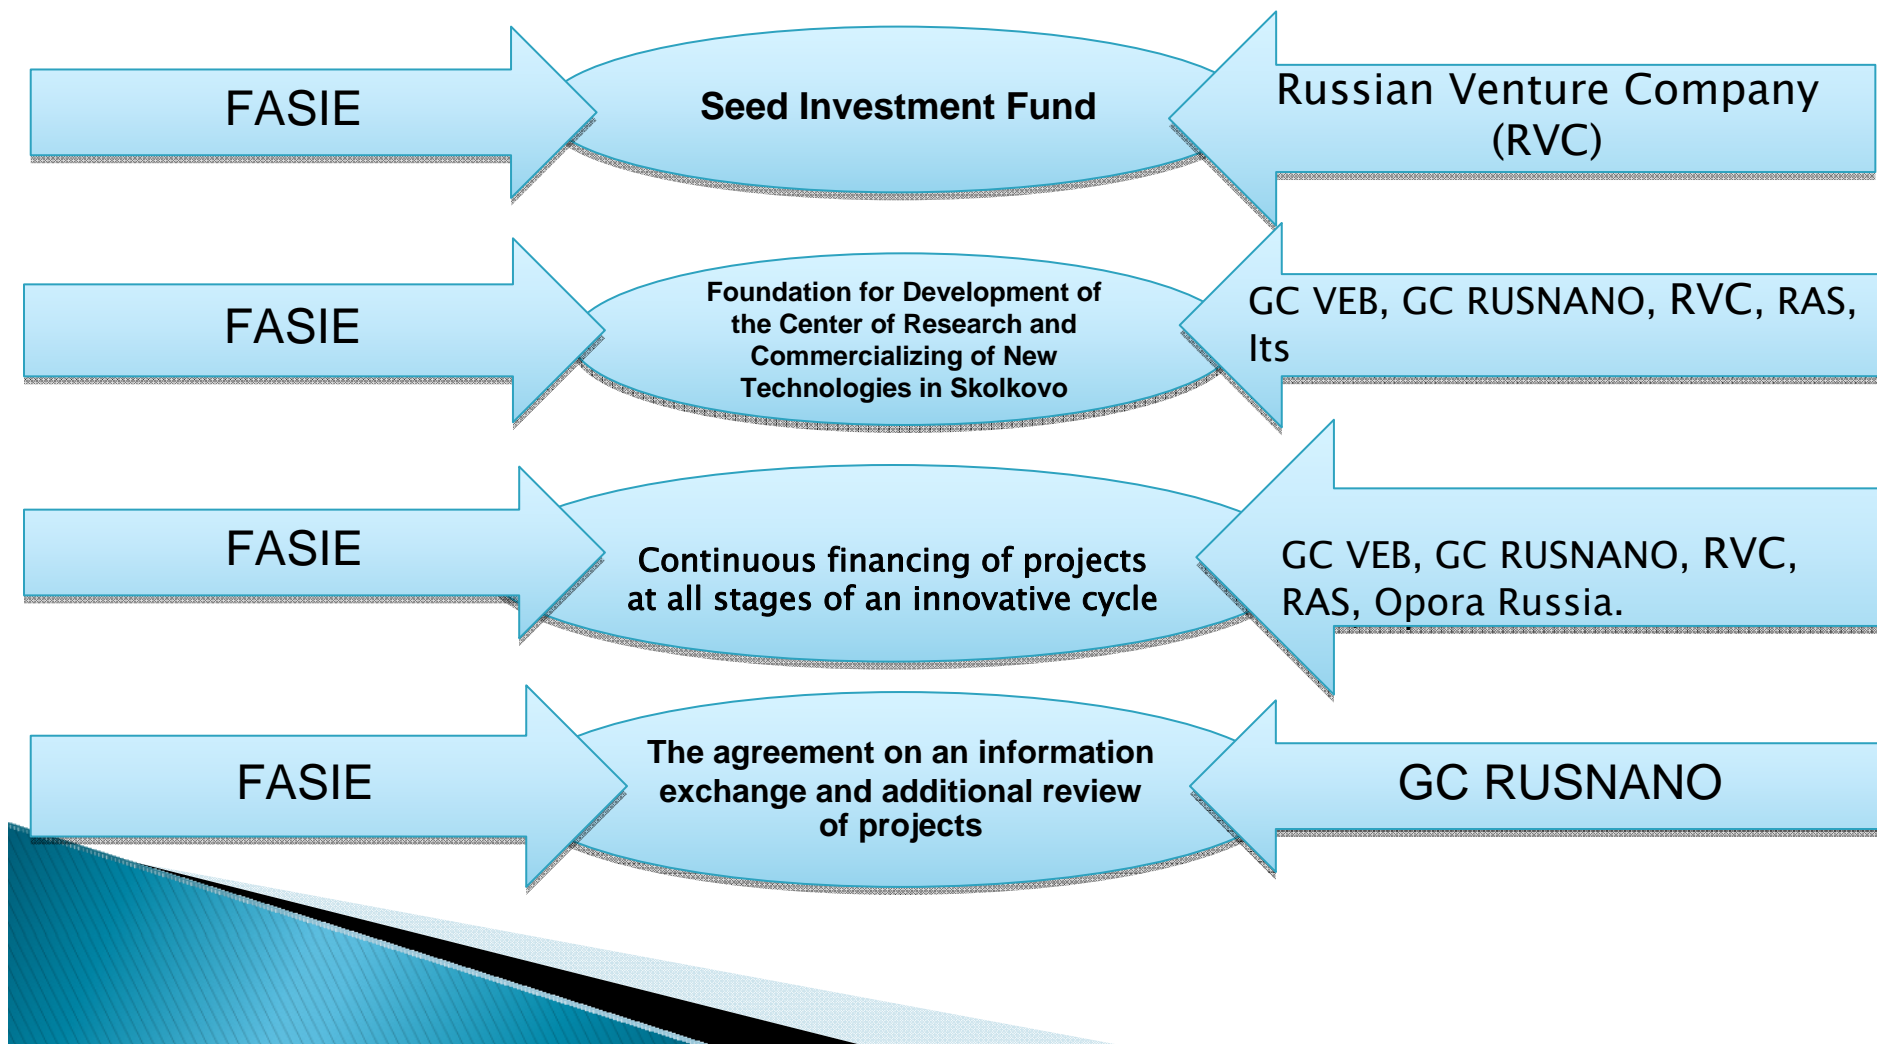 FASIE
Seed Investment Fund
Russian Venture Company
(RVC)
FASIE
Foundation for Development of
the Center of Research and
Commercializing of New
Technologies in Skolkovo
GC VEB, GC RUSNANO, RVC, RAS,
Its
FASIE
Continuous financing of projects
at all stages of an innovative cycle
GC VEB, GC RUSNANO, RVC,
RAS, Opora Russia.
FASIE
The agreement on an information
exchange and additional review
of projects
GC RUSNANO